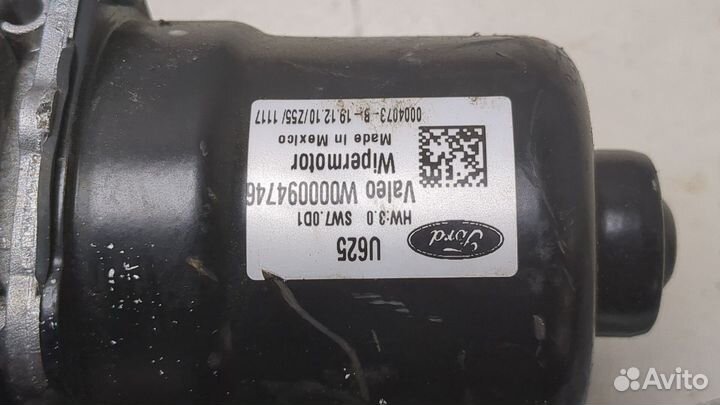 Ford
U625
HW:3.0 SW7.0D1
Valeo W000094746
Wipermotor
Made In Mexico
0004073-B-19.12.10/Z55/1117
Avito